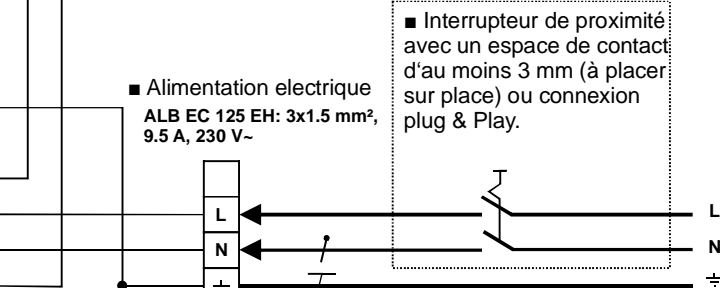 ■ Interrupteur de proximité
avec un espace de contact
d‘au moins 3 mm (à placer
sur place) ou connexion
plug & Play.
■ Alimentation electrique
ALB EC 125 EH: 3x1.5 mm²,
9.5 A, 230 V~
L
L
N
N